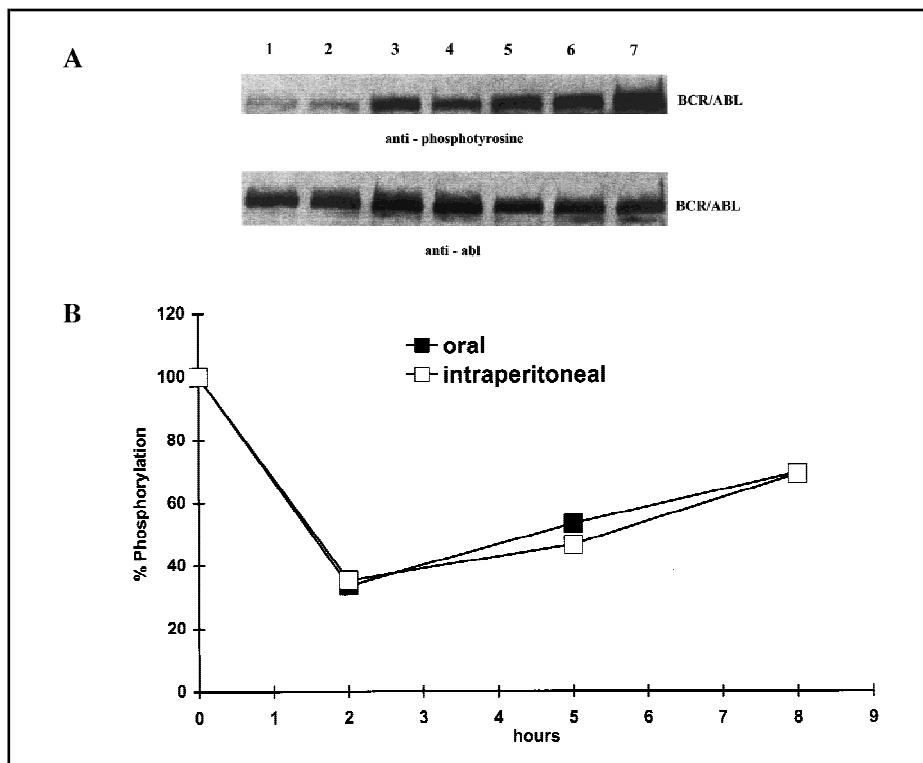 A
1 2 3 4 5 6 7
BCR/ABL
anti - phosphotyrosine
BCR/ABL
anti - abl
B
120
100
80
60
40
20
0
% Phosphorylation
oral
intraperitoneal
0 1 2 3 4 5 6 7 8 9
hours